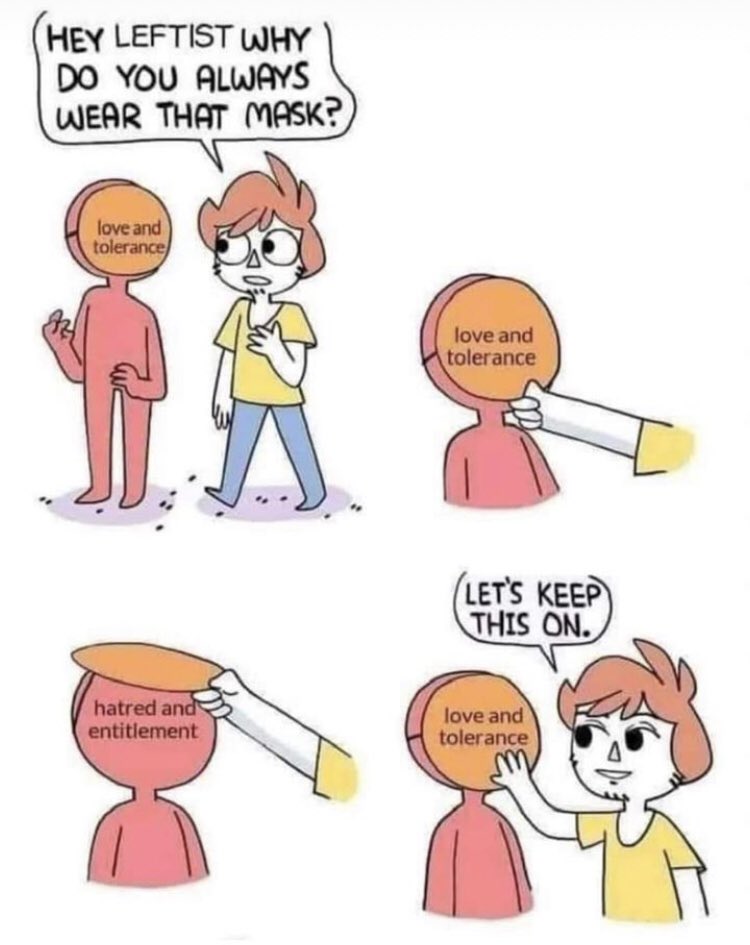 HEY LEFTIST WHY
DO YOU ALWAYS
WEAR THAT MASK?
love and
tolerance
love and
tolerance
hatred and
entitlement
LET'S KEEP
THIS ON.
love and
tolerance